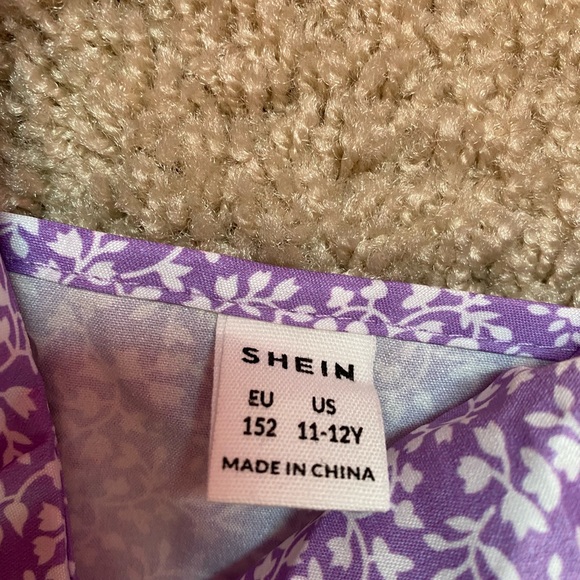 SHEIN
EU US
152 11-12Y
MADE IN CHINA